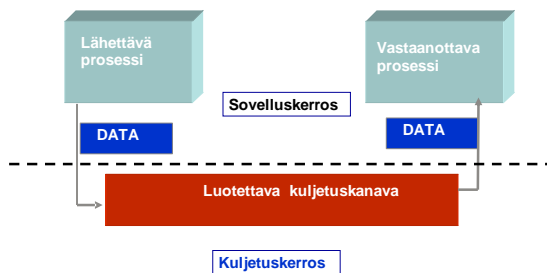 Lähettävä
prosessi
Vastaanottava
prosessi
Sovelluskerros
DATA
DATA
Luotettava kuljetuskanava
Kuljetuskerros